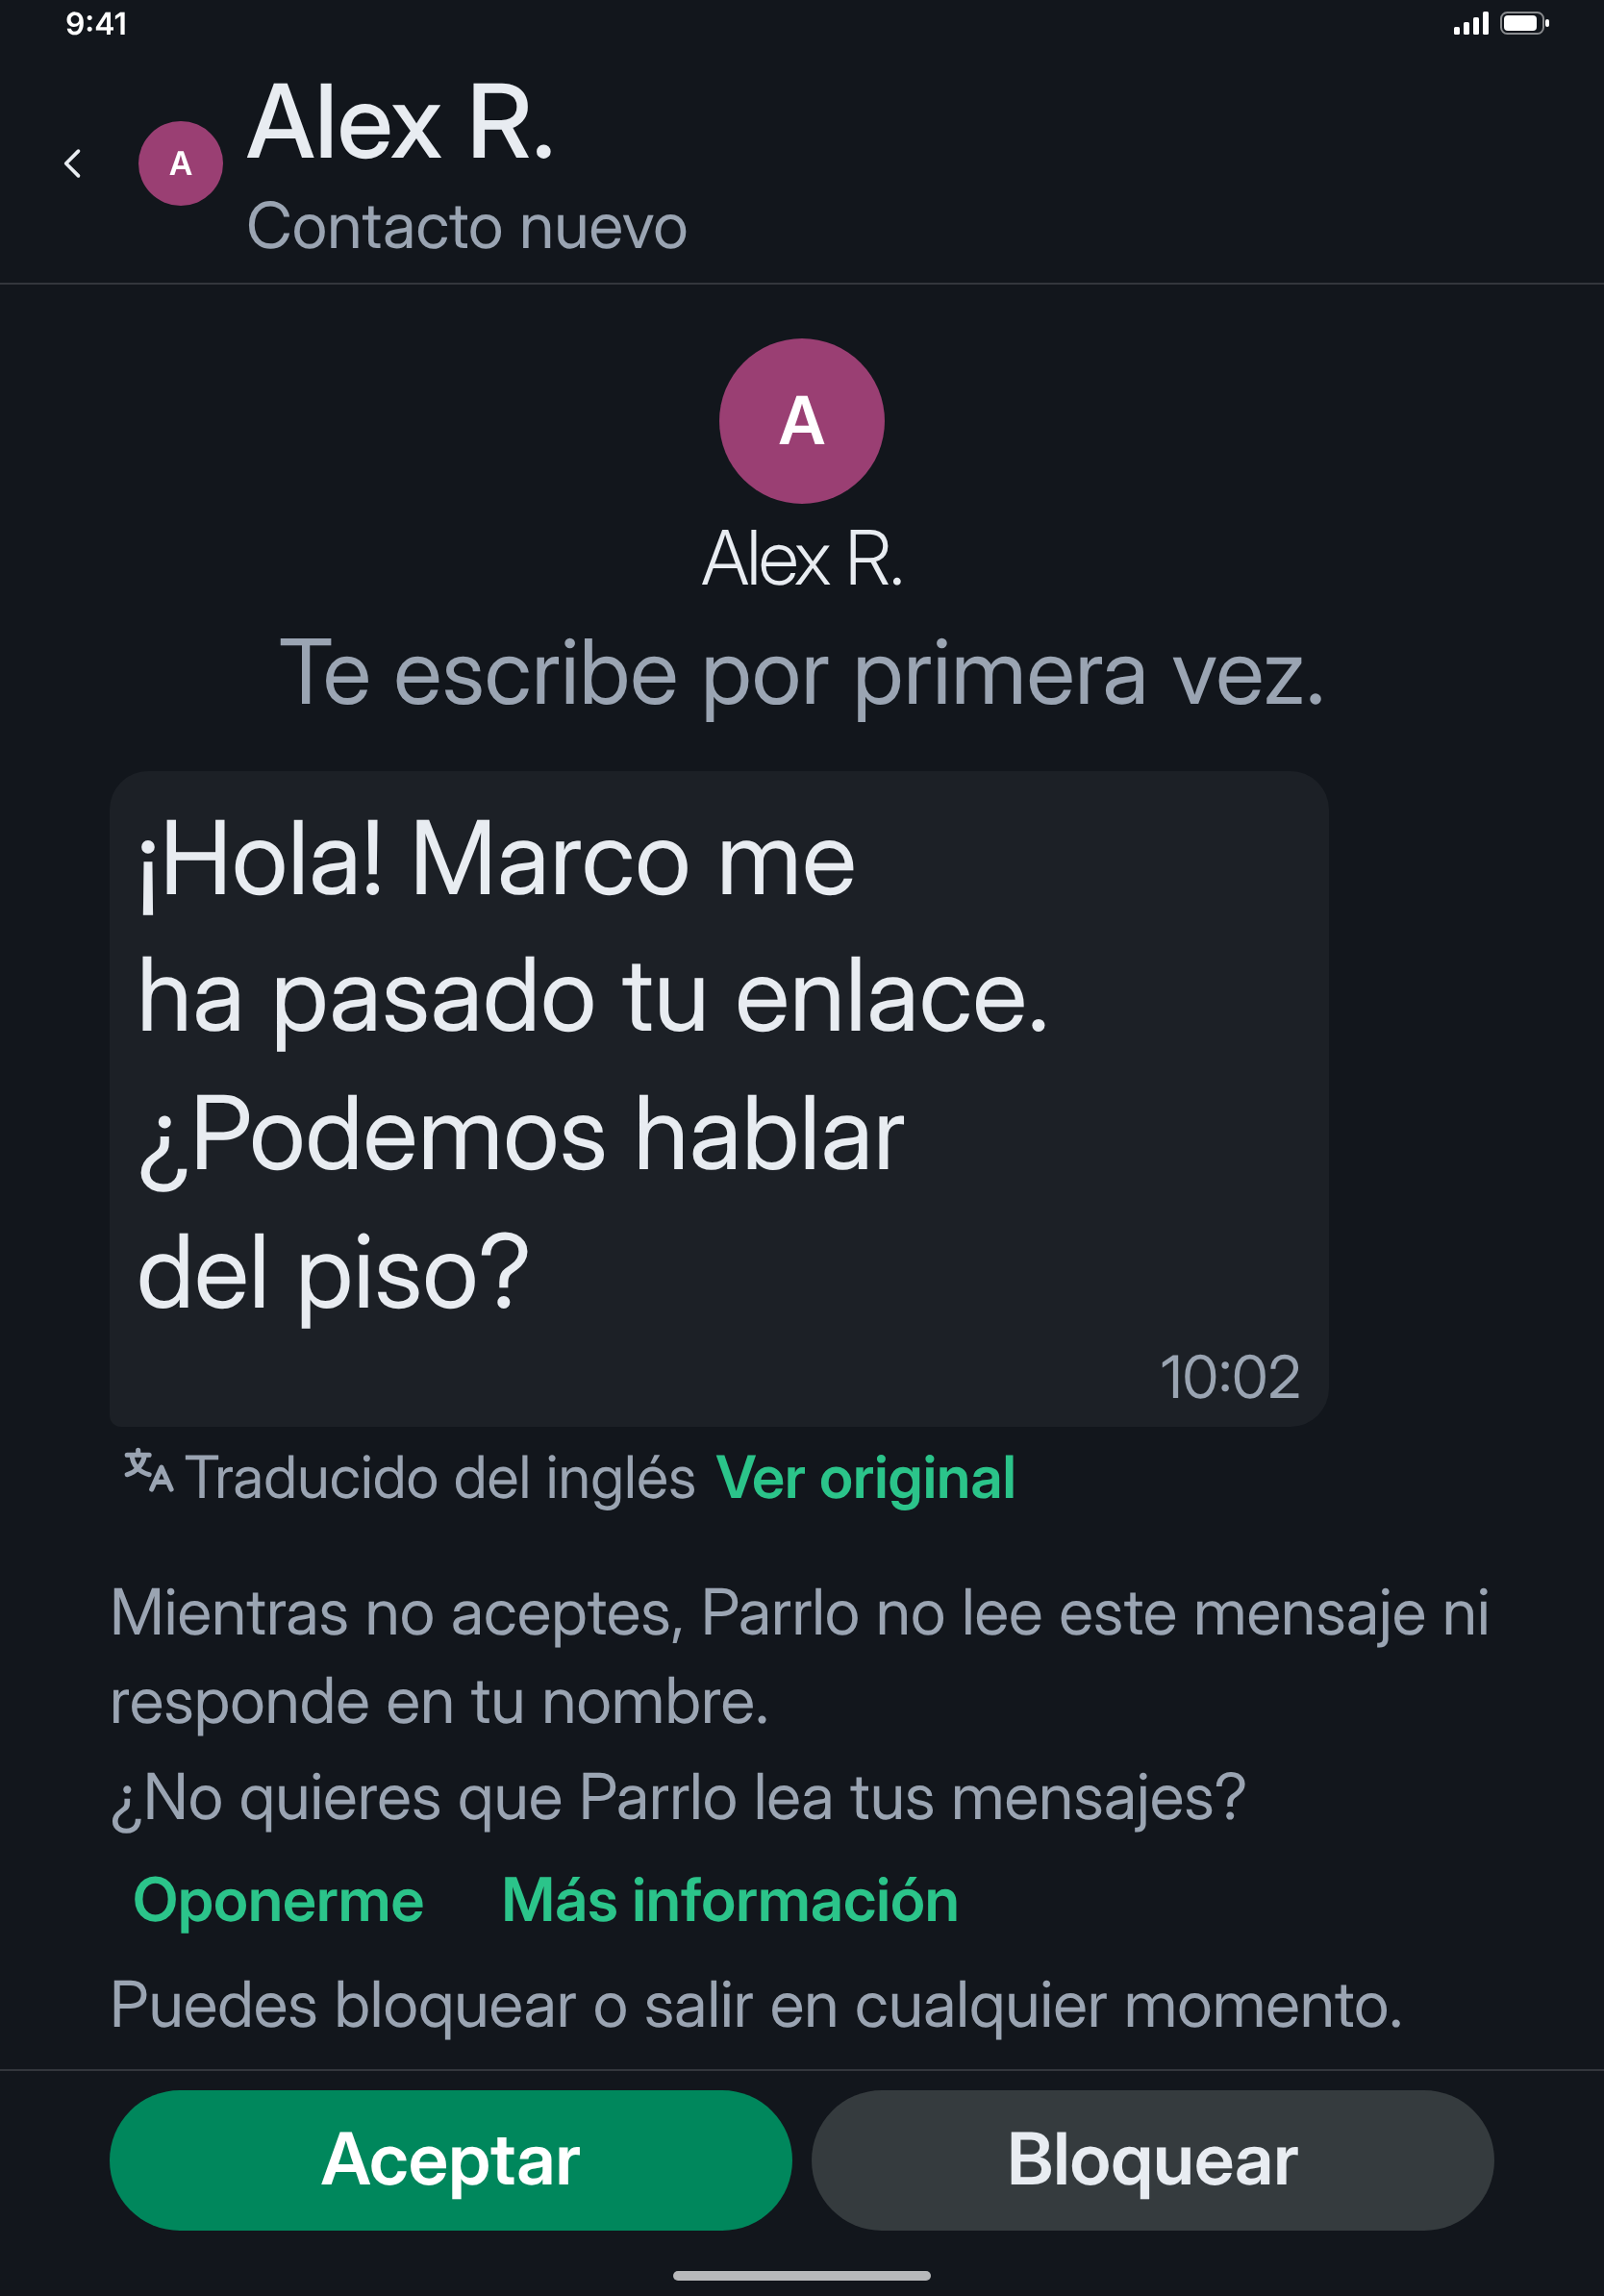 9:41
A
Alex R.
Contacto nuevo
A
Alex R.
Te escribe por primera vez.
¡Hola! Marco me
ha pasado tu enlace.
¿Podemos hablar
del piso?
10:02
Traducido del inglés Ver original
Mientras no aceptes, Parrlo no lee este mensaje ni
responde en tu nombre.
¿No quieres que Parrlo lea tus mensajes?
Oponerme Más información
Puedes bloquear o salir en cualquier momento.
Aceptar Bloquear